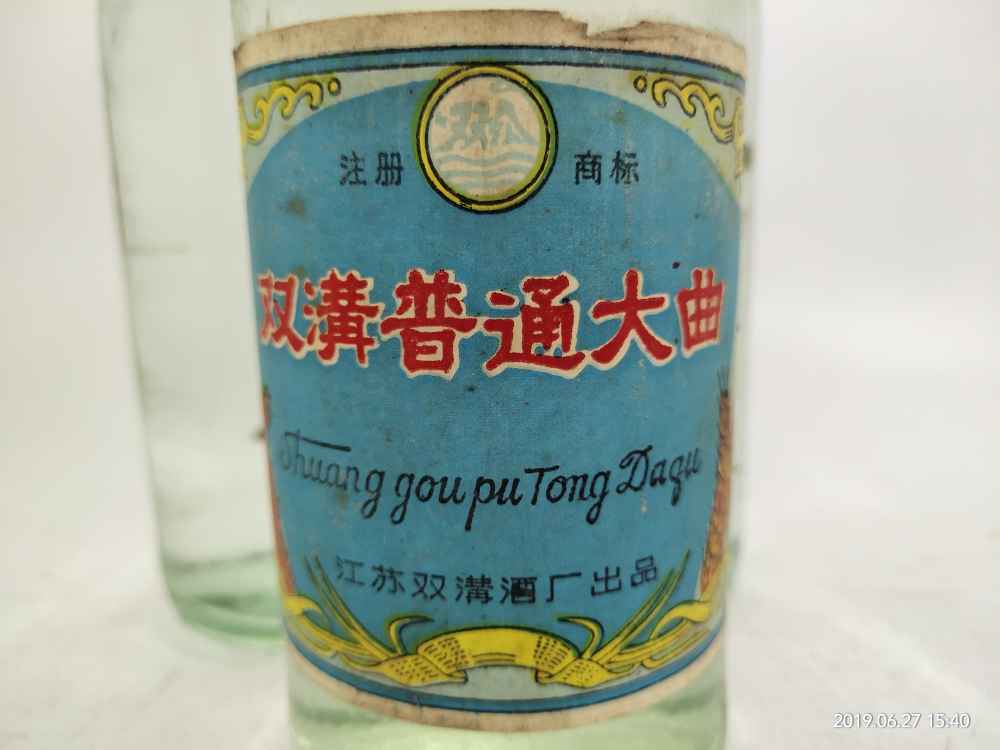 注册 商标
双溝普通大曲
Shuang gou pu Tong Daqu
江苏双溝酒厂出品
2019.06.27 15:40